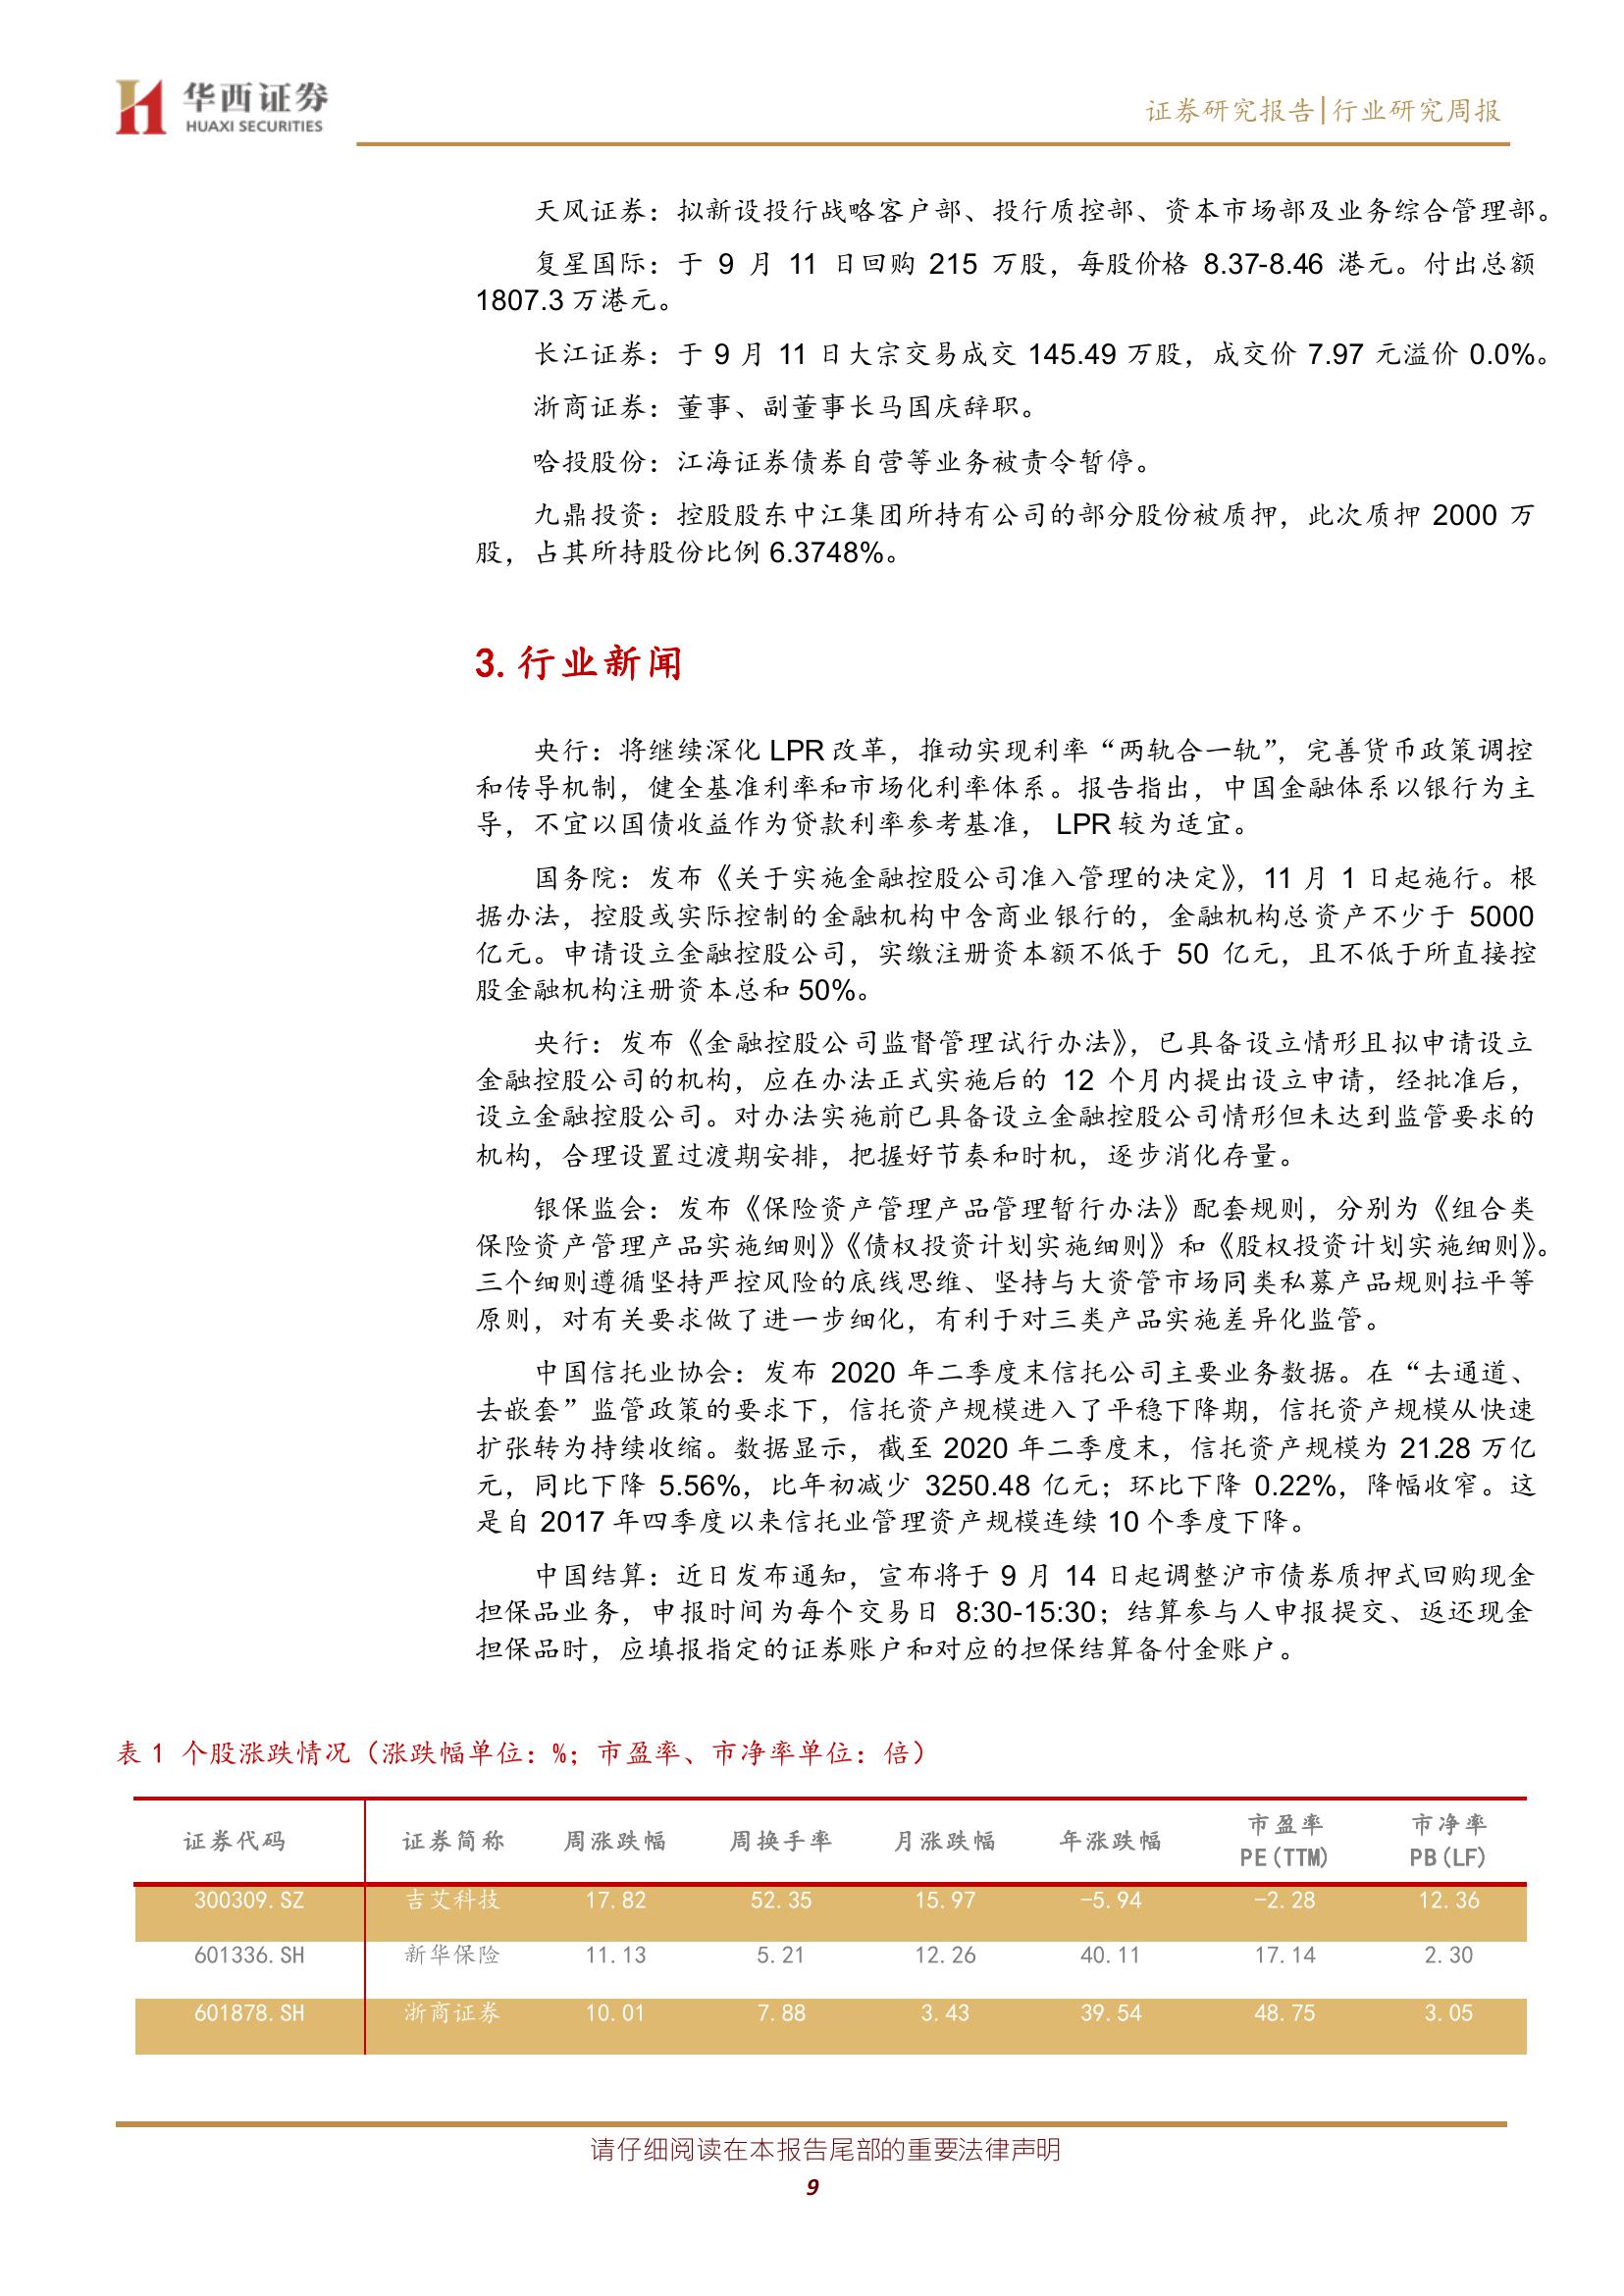 华西证券
HUAXI SECURITIES
证券研究报告|行业研究周报
天风证券：拟新设投行战略客户部、投行质控部、资本市场部及业务综合管理部。
复星国际：于 9 月 11 日回购 215 万股，每股价格 8.37-8.46 港元。付出总额
1807.3 万港元。
长江证券：于 9 月 11 日大宗交易成交 145.49 万股，成交价 7.97 元溢价 0.0%。
浙商证券：董事、副董事长马国庆辞职。
哈投股份：江海证券债券自营等业务被责令暂停。
九鼎投资：控股股东中江集团所持有公司的部分股份被质押，此次质押 2000 万
股，占其所持股份比例 6.3748%。
3. 行业新闻
央行：将继续深化 LPR 改革，推动实现利率“两轨合一轨”，完善货币政策调控
和传导机制，健全基准利率和市场化利率体系。报告指出，中国金融体系以银行为主
导，不宜以国债收益作为贷款利率参考基准， LPR 较为适宜。
国务院：发布《关于实施金融控股公司准入管理的决定》，11 月 1 日起施行。根
据办法，控股或实际控制的金融机构中含商业银行的，金融机构总资产不少于 5000
亿元。申请设立金融控股公司，实缴注册资本额不低于 50 亿元，且不低于所直接控
股金融机构注册资本总和 50%。
央行：发布《金融控股公司监督管理试行办法》，已具备设立情形且拟申请设立
金融控股公司的机构，应在办法正式实施后的 12 个月内提出设立申请，经批准后，
设立金融控股公司。对办法实施前已具备设立金融控股公司情形但未达到监管要求的
机构，合理设置过渡期安排，把握好节奏和时机，逐步消化存量。
银保监会：发布《保险资产管理产品管理暂行办法》配套规则，分别为《组合类
保险资产管理产品实施细则》《债权投资计划实施细则》和《股权投资计划实施细则》。
三个细则遵循坚持严控风险的底线思维、坚持与大资管市场同类私募产品规则拉平等
原则，对有关要求做了进一步细化，有利于对三类产品实施差异化监管。
中国信托业协会：发布 2020 年二季度末信托公司主要业务数据。在“去通道、
去嵌套”监管政策的要求下，信托资产规模进入了平稳下降期，信托资产规模从快速
扩张转为持续收缩。数据显示，截至 2020 年二季度末，信托资产规模为 21.28 万亿
元，同比下降 5.56%，比年初减少 3250.48 亿元；环比下降 0.22%，降幅收窄。这
是自 2017 年四季度以来信托业管理资产规模连续 10 个季度下降。
中国结算：近日发布通知，宣布将于 9 月 14 日起调整沪市债券质押式回购现金
担保品业务，申报时间为每个交易日 8:30-15:30；结算参与人申报提交、返还现金
担保品时，应填报指定的证券账户和对应的担保结算备付金账户。
表 1 个股涨跌情况（涨跌幅单位：%；市盈率、市净率单位：倍）
证券代码 证券简称 周涨跌幅 周换手率 月涨跌幅 年涨跌幅 市盈率 PE(TTM) 市净率 PB(LF)
300309.SZ 吉艾科技 17.82 52.35 15.97 -5.94 -2.28 12.36
601336.SH 新华保险 11.13 5.21 12.26 40.11 17.14 2.30
601878.SH 浙商证券 10.01 7.88 3.43 39.54 48.75 3.05
请仔细阅读在本报告尾部的重要法律声明
9